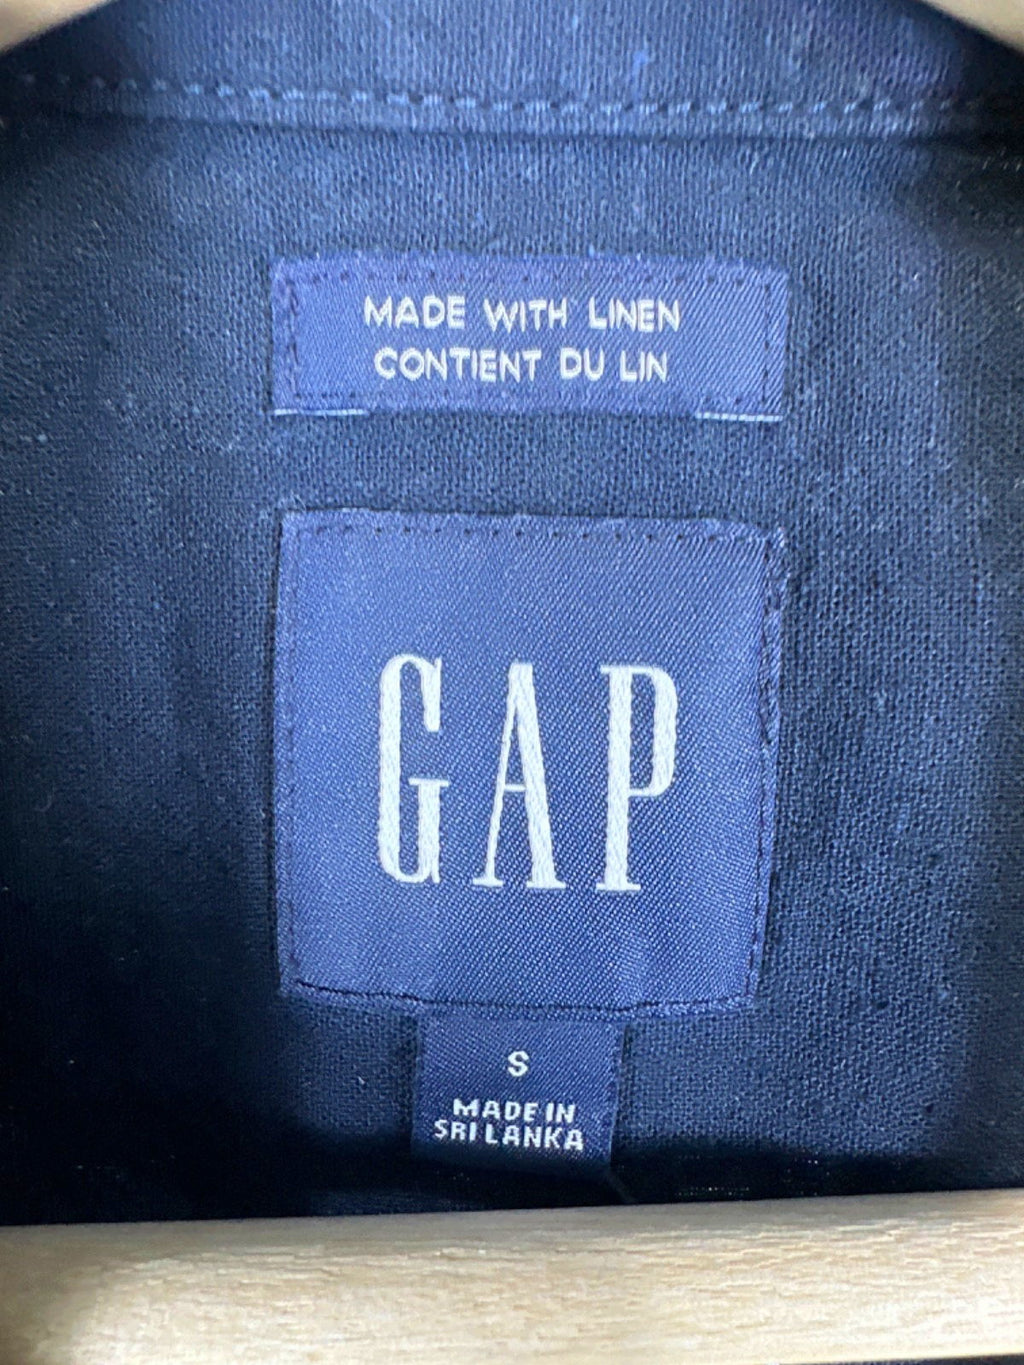 MADE WITH LINEN
CONTIENT DU LIN
GAP
S
MADE IN
SRI LANKA